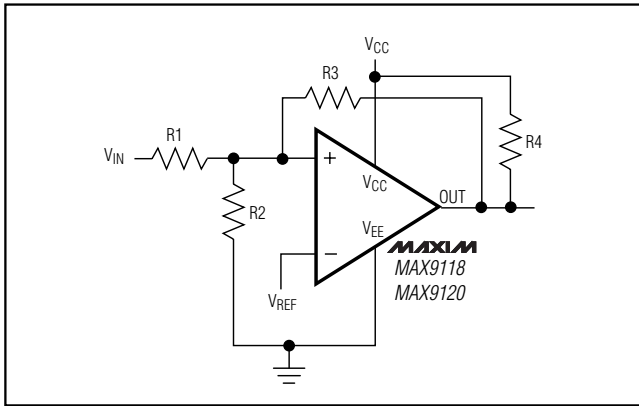 VCC
R3
R1
R4
VIN
+
VCC
OUT
R2
VEE
MAXIM
−
MAX9118
VREF
MAX9120